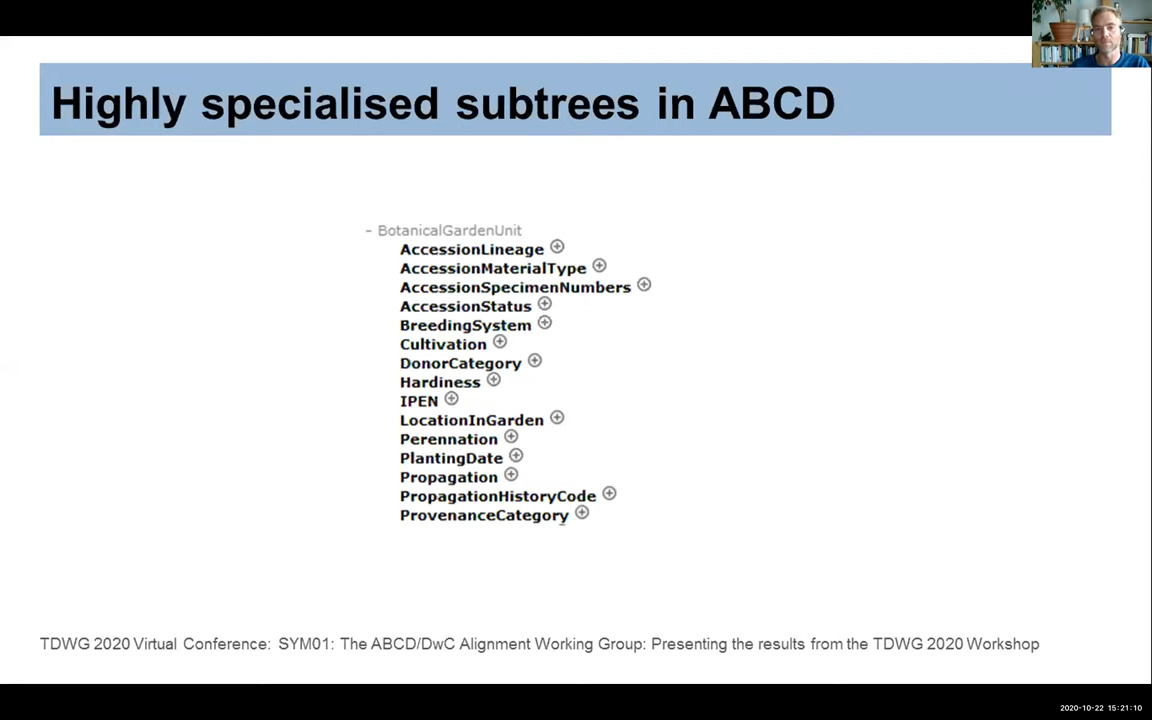 Highly specialised subtrees in ABCD
– BotanicalGardenUnit
AccessionLineage
AccessionMaterialType
AccessionSpecimenNumbers
AccessionStatus
BreedingSystem
Cultivation
DonorCategory
Hardiness
IPEN
LocationInGarden
Perennation
PlantingDate
Propagation
PropagationHistoryCode
ProvenanceCategory
TDWG 2020 Virtual Conference: SYM01: The ABCD/DwC Alignment Working Group: Presenting the results from the TDWG 2020 Workshop
2020-10-22 15:21:10